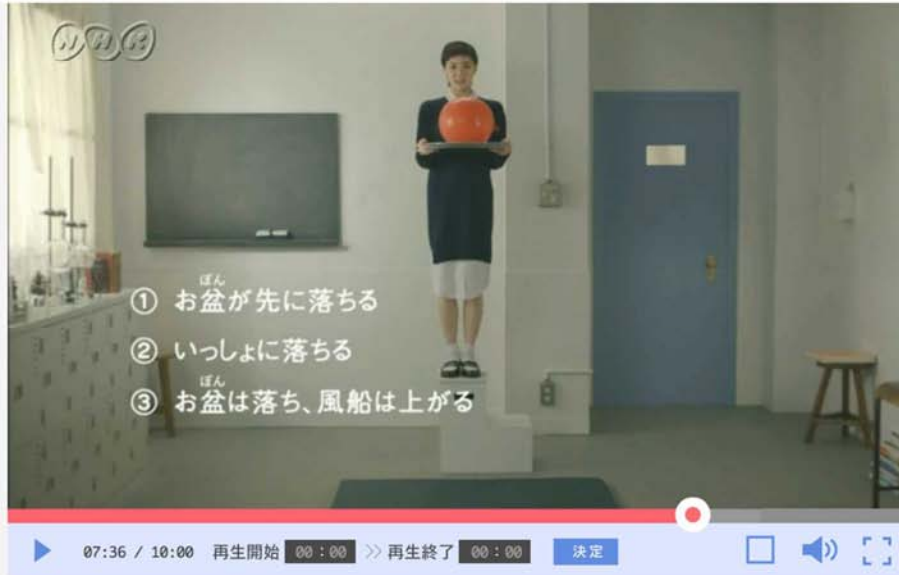 NHK
① お盆が先に落ちる
② いっしょに落ちる
③ お盆は落ち、風船は上がる
07:36 / 10:00 再生開始 00:00 >> 再生終了 00:00 決定